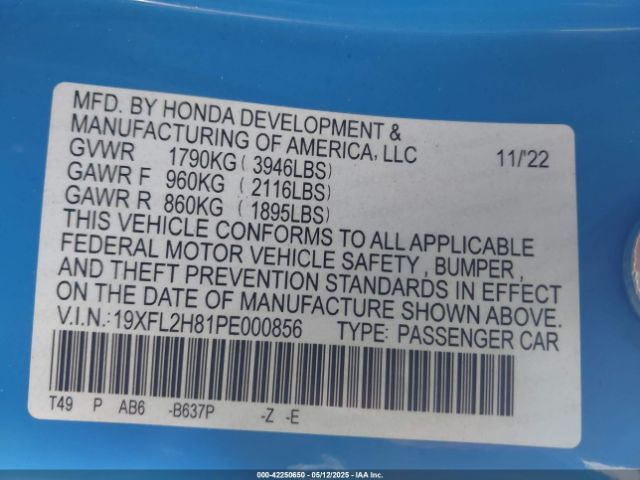 MFD. BY HONDA DEVELOPMENT &
MANUFACTURING OF AMERICA, LLC 11/'22
GVWR 1790KG ( 3946LBS)
GAWR F 960KG ( 2116LBS)
GAWR R 860KG ( 1895LBS)
THIS VEHICLE CONFORMS TO ALL APPLICABLE
FEDERAL MOTOR VEHICLE SAFETY , BUMPER ,
AND THEFT PREVENTION STANDARDS IN EFFECT
ON THE DATE OF MANUFACTURE SHOWN ABOVE.
V.I.N.: 19XFL2H81PE000856 TYPE: PASSENGER CAR
T49 P AB6 -B637P -Z -E
000-42250650 - 05/12/2025 - IAAI.COM